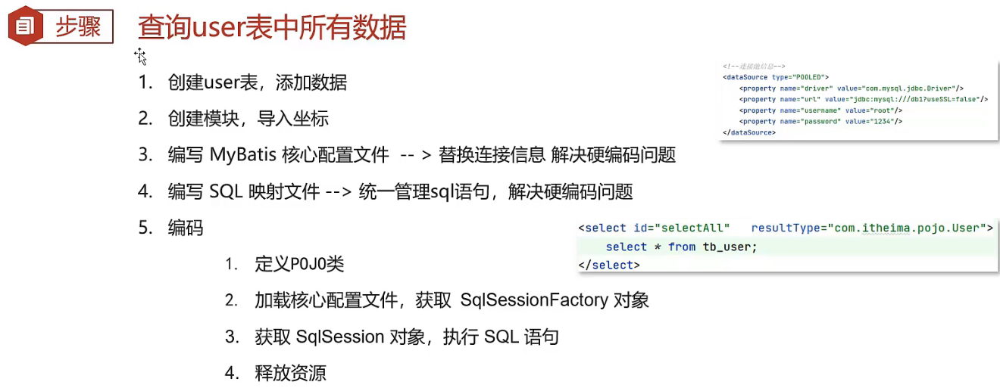 步骤
查询user表中所有数据
1. 创建user表，添加数据
2. 创建模块，导入坐标
3. 编写 MyBatis 核心配置文件 -- > 替换连接信息 解决硬编码问题
4. 编写 SQL 映射文件 --> 统一管理sql语句，解决硬编码问题
5. 编码
1. 定义POJO类
2. 加载核心配置文件，获取 SqlSessionFactory 对象
3. 获取 SqlSession 对象，执行 SQL 语句
4. 释放资源
<!--连接池信息-->
<dataSource type="POOLED">
<property name="driver" value="com.mysql.jdbc.Driver"/>
<property name="url" value="jdbc:mysql:///db1?useSSL=false"/>
<property name="username" value="root"/>
<property name="password" value="1234"/>
</dataSource>
<select id="selectAll" resultType="com.itheima.pojo.User">
select * from tb_user;
</select>